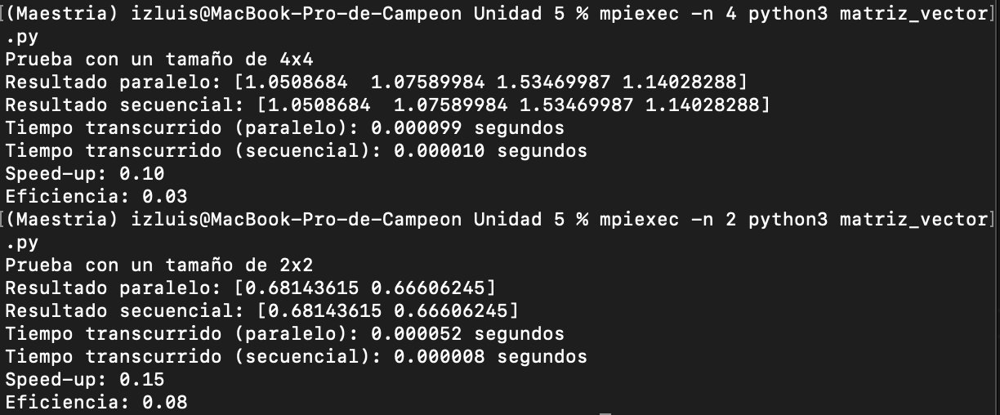 [(Maestria) izluis@MacBook-Pro-de-Campeon Unidad 5 % mpiexec -n 4 python3 matriz_vector]
.py
Prueba con un tamaño de 4x4
Resultado paralelo: [1.0508684  1.07589984 1.53469987 1.14028288]
Resultado secuencial: [1.0508684  1.07589984 1.53469987 1.14028288]
Tiempo transcurrido (paralelo): 0.000099 segundos
Tiempo transcurrido (secuencial): 0.000010 segundos
Speed-up: 0.10
Eficiencia: 0.03
[(Maestria) izluis@MacBook-Pro-de-Campeon Unidad 5 % mpiexec -n 2 python3 matriz_vector]
.py
Prueba con un tamaño de 2x2
Resultado paralelo: [0.68143615 0.66606245]
Resultado secuencial: [0.68143615 0.66606245]
Tiempo transcurrido (paralelo): 0.000052 segundos
Tiempo transcurrido (secuencial): 0.000008 segundos
Speed-up: 0.15
Eficiencia: 0.08